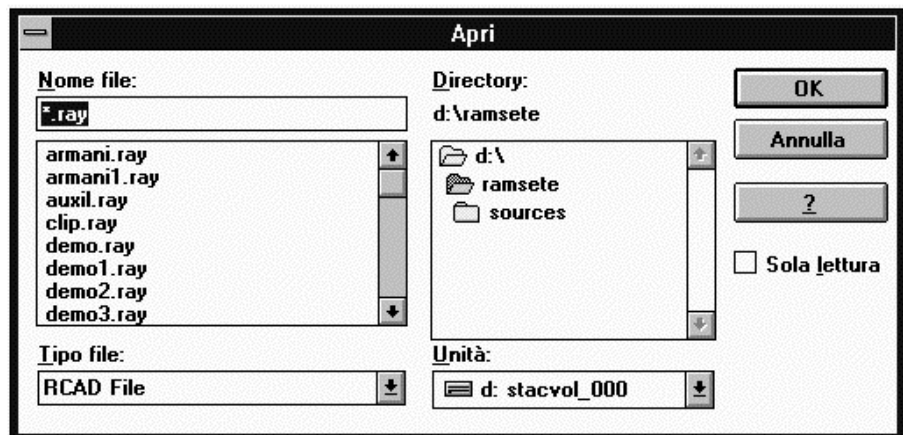 Apri
Nome file:
*.ray
armani.ray
armani1.ray
auxil.ray
clip.ray
demo.ray
demo1.ray
demo2.ray
demo3.ray
Tipo file:
RCAD File
Directory:
d:\ramsete
d:\
ramsete
sources
Unità:
d: stacvol_000
OK
Annulla
?
Sola lettura